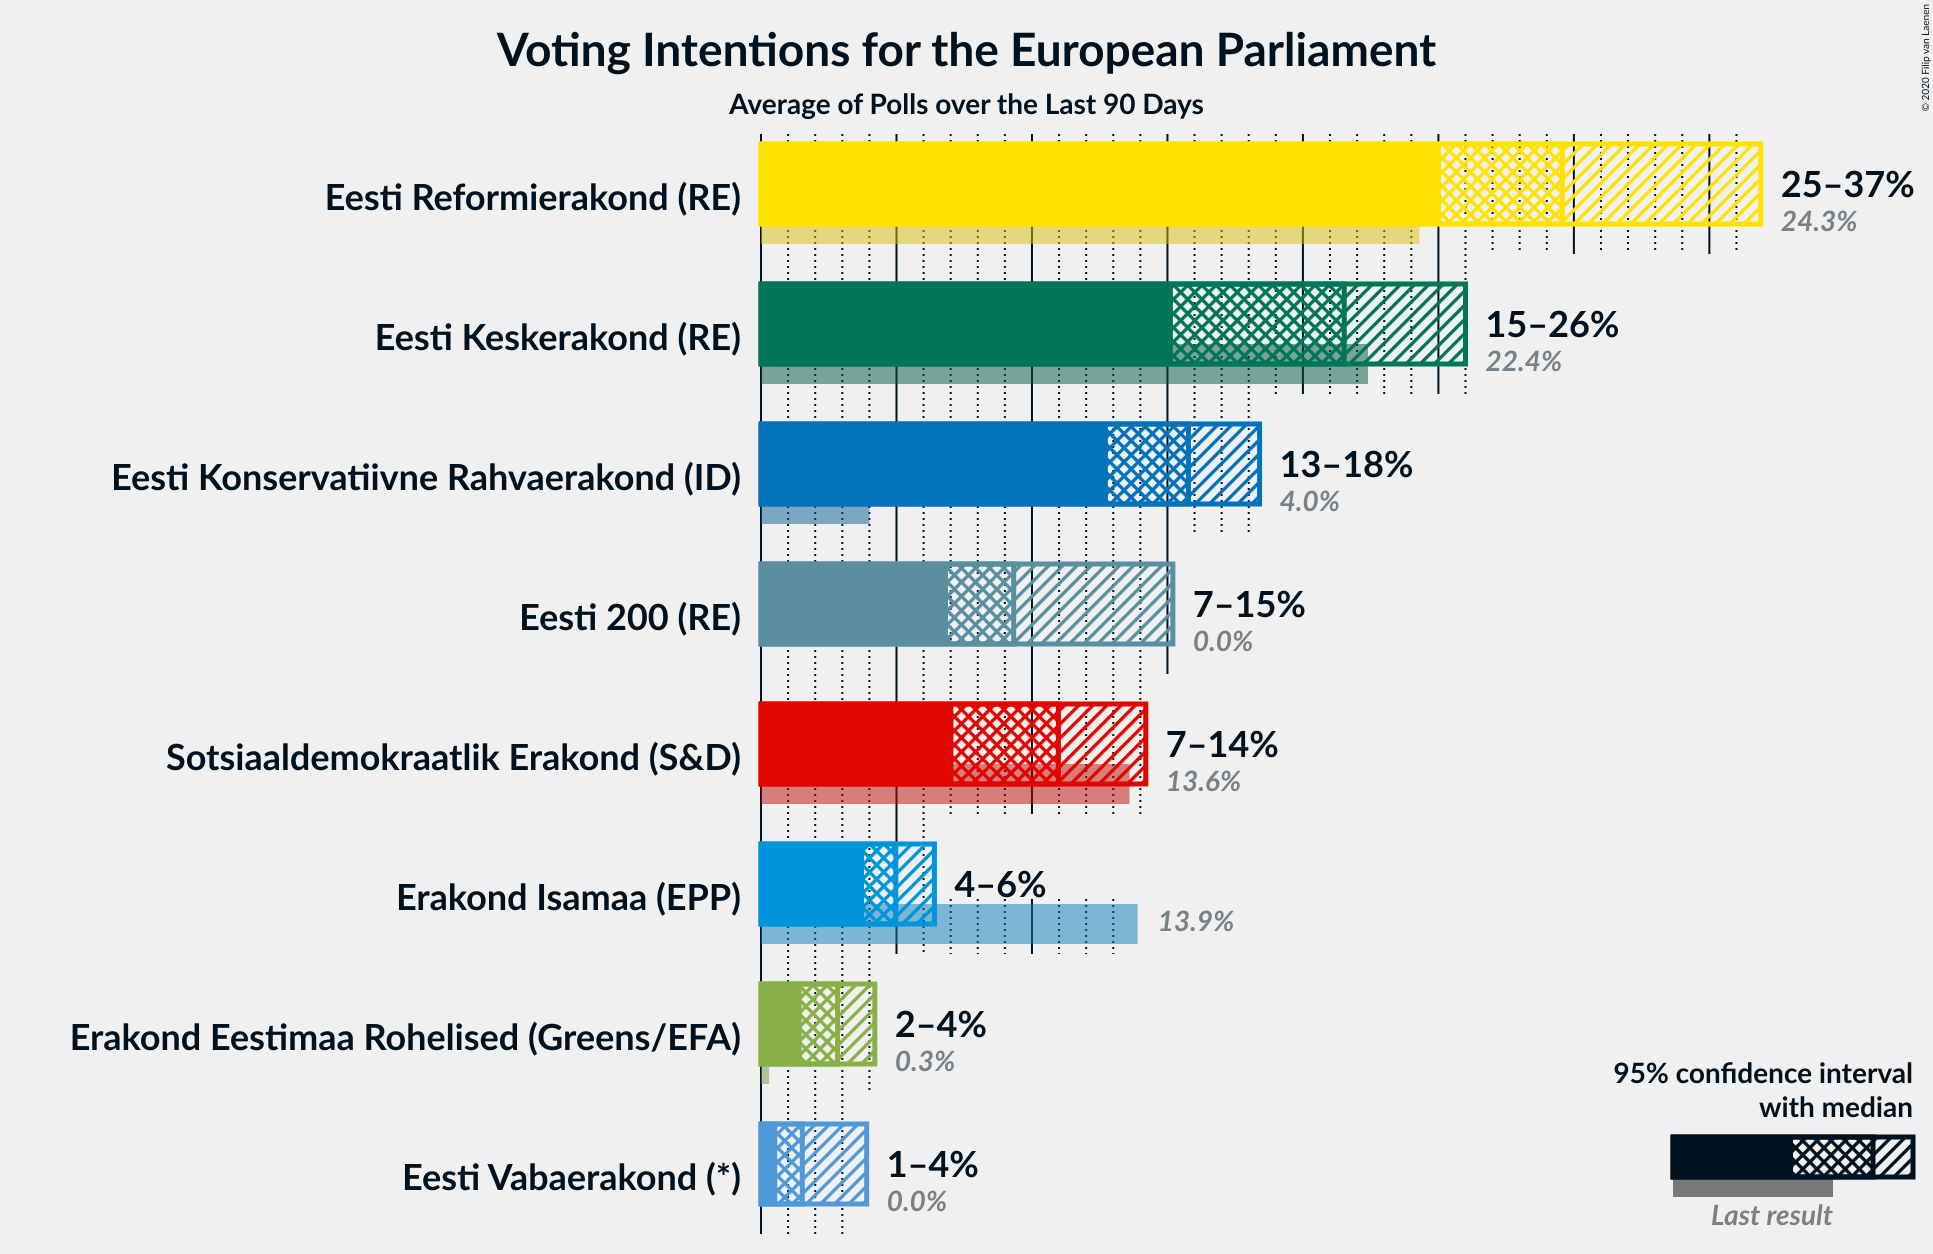 Voting Intentions for the European Parliament
Average of Polls over the Last 90 Days
© 2020 Filip van Laenen
Eesti Reformierakond (RE)
25–37%
24.3%
Eesti Keskerakond (RE)
15–26%
22.4%
Eesti Konservatiivne Rahvaerakond (ID)
13–18%
4.0%
Eesti 200 (RE)
7–15%
0.0%
Sotsiaaldemokraatlik Erakond (S&D)
7–14%
13.6%
Erakond Isamaa (EPP)
4–6%
13.9%
Erakond Eestimaa Rohelised (Greens/EFA)
2–4%
0.3%
Eesti Vabaerakond (*)
1–4%
0.0%
95% confidence interval
with median
Last result